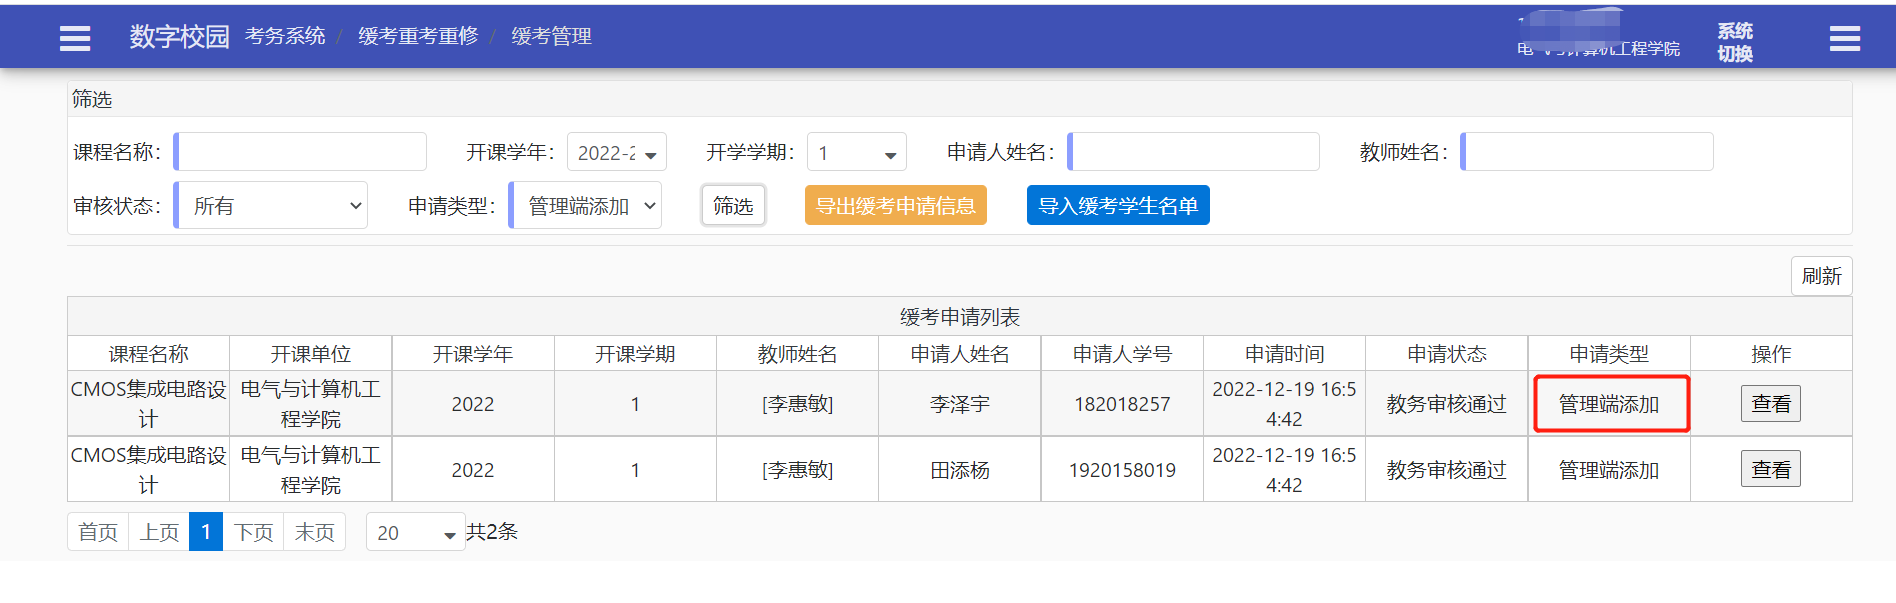 数字校园 考务系统 / 缓考重考重修 / 缓考管理
工程学院
系统
切换
筛选
课程名称： 开课学年： 2022-2 开学学期： 1 申请人姓名： 教师姓名：
审核状态： 所有 申请类型： 管理端添加 筛选 导出缓考申请信息 导入缓考学生名单
刷新
缓考申请列表
课程名称 开课单位 开课学年 开课学期 教师姓名 申请人姓名 申请人学号 申请时间 申请状态 申请类型 操作
CMOS集成电路设 电气与计算机工 2022 1 [李惠敏] 李泽宇 182018257 2022-12-19 16:5 教务审核通过 管理端添加 查看
计 程学院 4:42
CMOS集成电路设 电气与计算机工 2022 1 [李惠敏] 田添杨 1920158019 2022-12-19 16:5 教务审核通过 管理端添加 查看
计 程学院 4:42
首页 上页 1 下页 末页 20 共2条